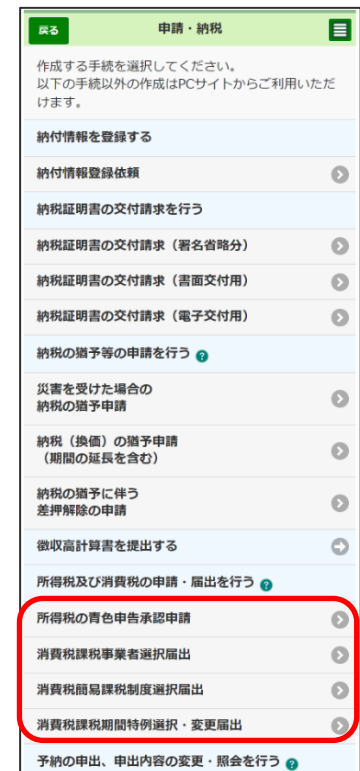 戻る
申請・納税
作成する手続を選択してください。
以下の手続以外の作成はPCサイトからご利用いただ
けます。
納付情報を登録する
納付情報登録依頼
納税証明書の交付請求を行う
納税証明書の交付請求（署名省略分）
納税証明書の交付請求（書面交付用）
納税証明書の交付請求（電子交付用）
納税の猶予等の申請を行う ?
災害を受けた場合の
納税の猶予申請
納税（換価）の猶予申請
（期間の延長を含む）
納税の猶予に伴う
差押解除の申請
徴収高計算書を提出する
所得税及び消費税の申請・届出を行う ?
所得税の青色申告承認申請
消費税課税事業者選択届出
消費税簡易課税制度選択届出
消費税課税期間特例選択・変更届出
予納の申出、申出内容の変更・照会を行う ?